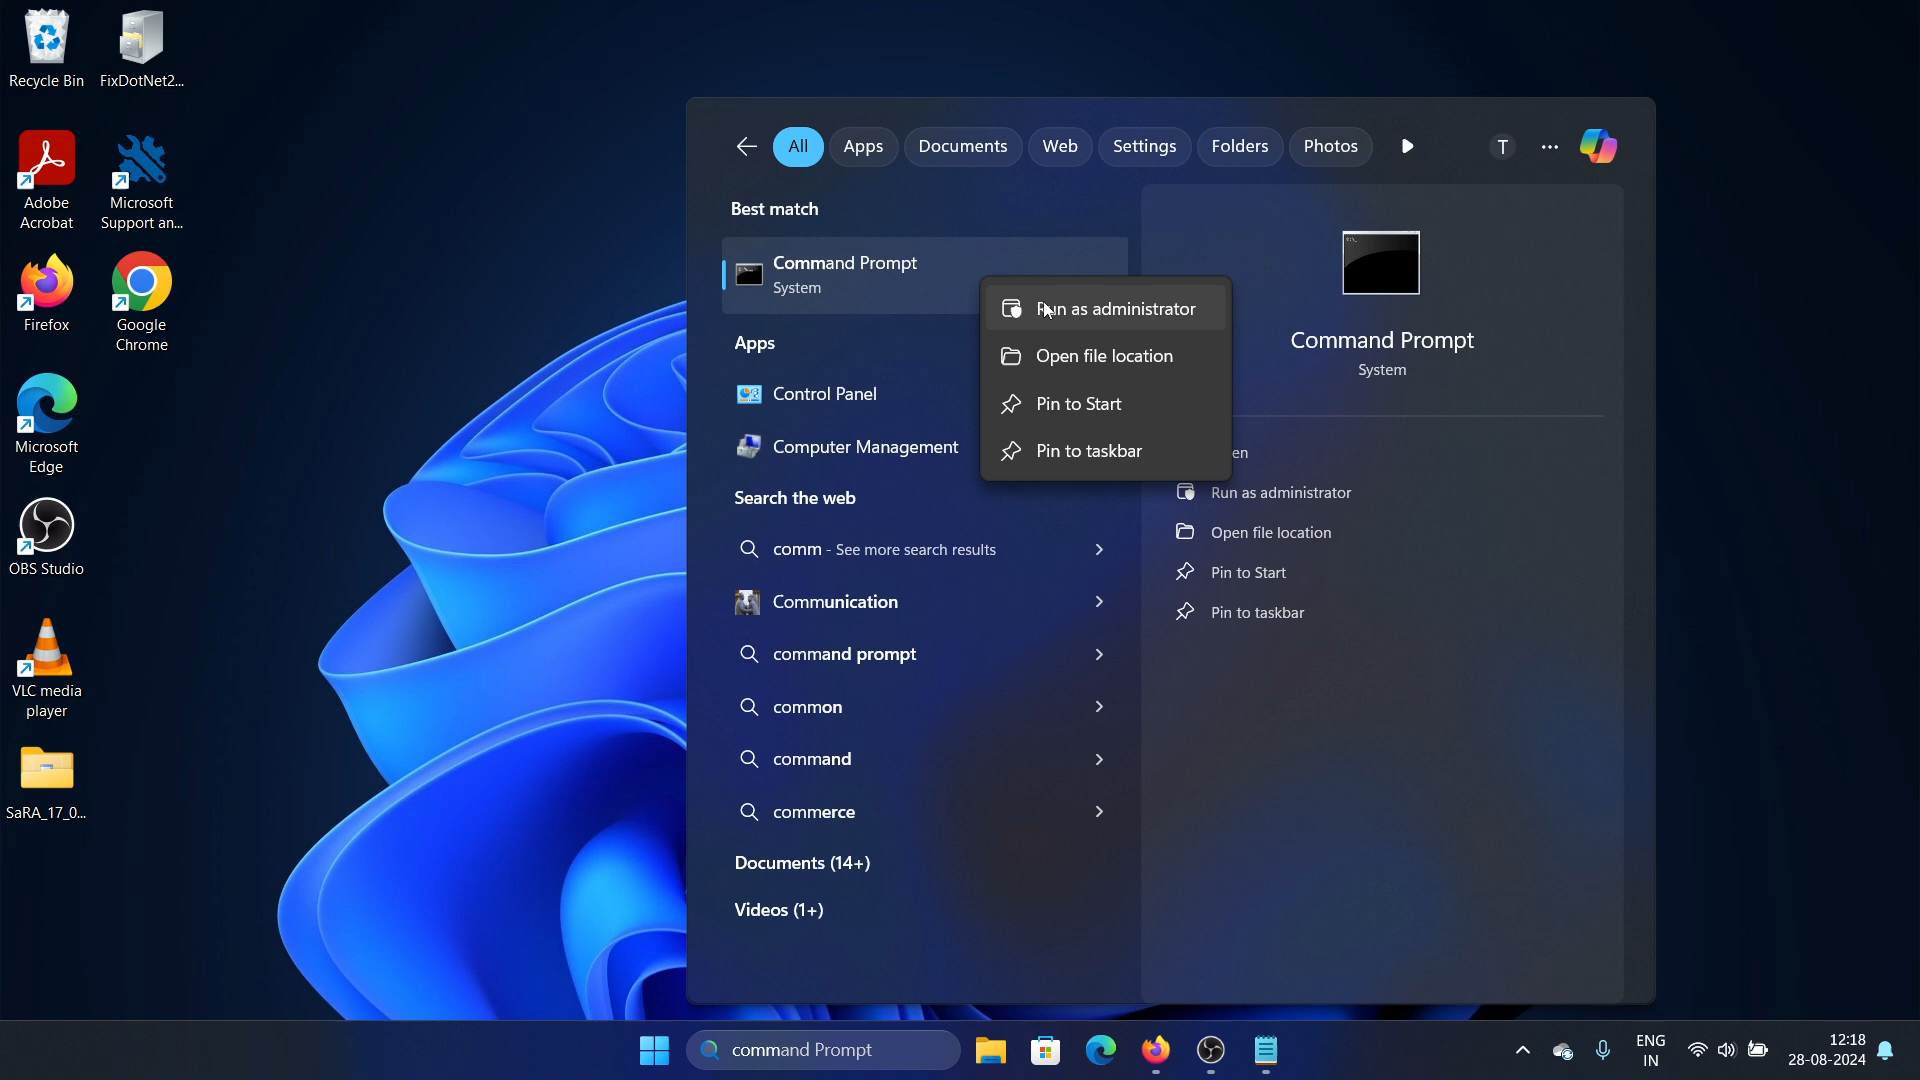 Recycle Bin
FixDotNet2...
Adobe
Acrobat
Microsoft
Support an...
Firefox
Google
Chrome
Microsoft
Edge
OBS Studio
VLC media
player
SaRA_17_0...
All
Apps
Documents
Web
Settings
Folders
Photos
T
Best match
Command Prompt
System
Run as administrator
Open file location
Pin to Start
Pin to taskbar
Apps
Control Panel
Computer Management
Search the web
comm - See more search results
Communication
command prompt
common
command
commerce
Documents (14+)
Videos (1+)
Command Prompt
System
en
Run as administrator
Open file location
Pin to Start
Pin to taskbar
command Prompt
ENG
IN
12:18
28-08-2024